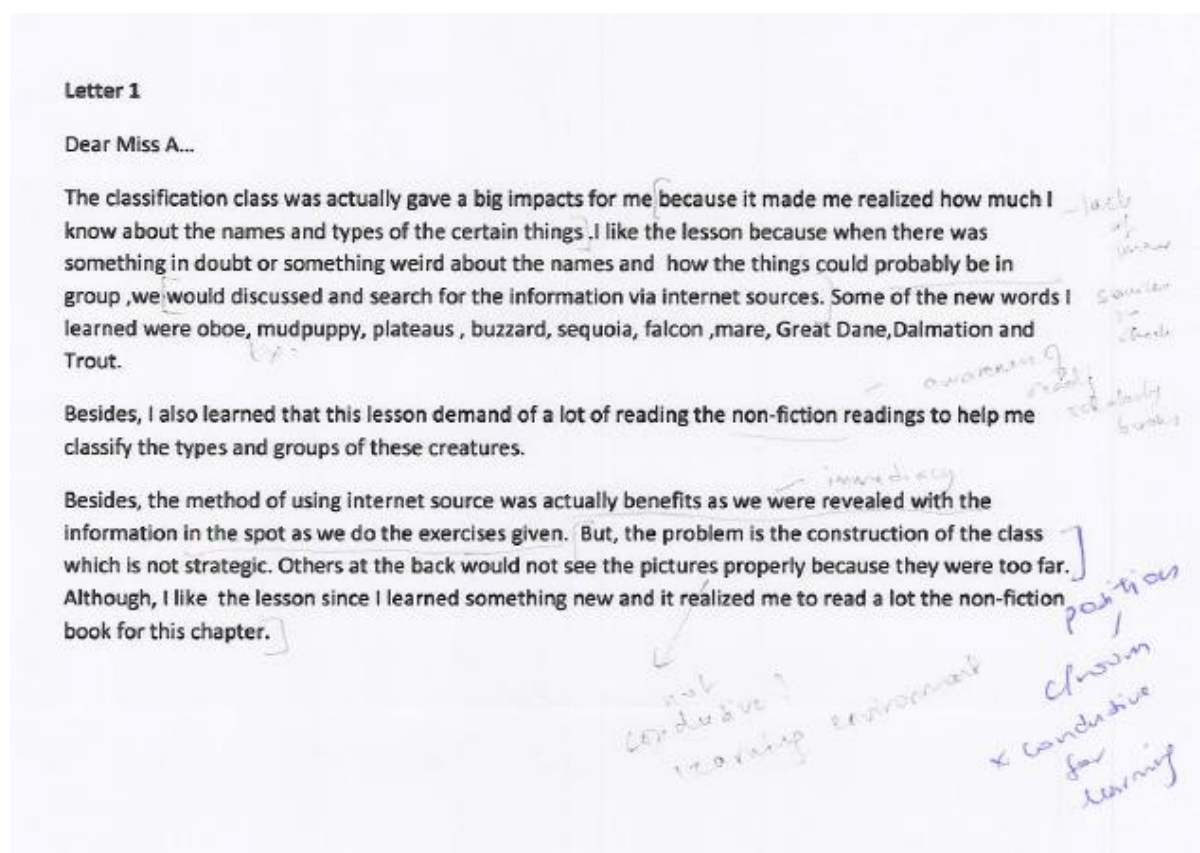 Letter 1
Dear Miss A...
The classification class was actually gave a big impacts for me because it made me realized how much I
know about the names and types of the certain things .I like the lesson because when there was
something in doubt or something weird about the names and how the things could probably be in
group ,we would discussed and search for the information via internet sources. Some of the new words I
learned were oboe, mudpuppy, plateaus , buzzard, sequoia, falcon ,mare, Great Dane,Dalmation and
Trout.
Besides, I also learned that this lesson demand of a lot of reading the non-fiction readings to help me
classify the types and groups of these creatures.
Besides, the method of using internet source was actually benefits as we were revealed with the
information in the spot as we do the exercises given. But, the problem is the construction of the class
which is not strategic. Others at the back would not see the pictures properly because they were too far.
Although, I like the lesson since I learned something new and it realized me to read a lot the non-fiction
book for this chapter.
- lack
of
sources
to
check
- awareness of
books
- immediacy
not
conducive
learning environment
position
/
c/room
x conducive
for
learning